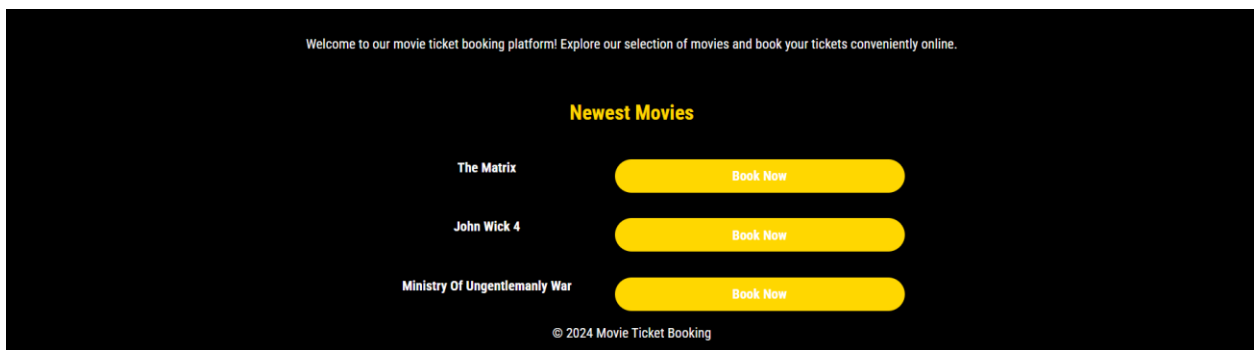 Welcome to our movie ticket booking platform! Explore our selection of movies and book your tickets conveniently online.
Newest Movies
The Matrix
Book Now
John Wick 4
Book Now
Ministry Of Ungentlemanly War
Book Now
© 2024 Movie Ticket Booking